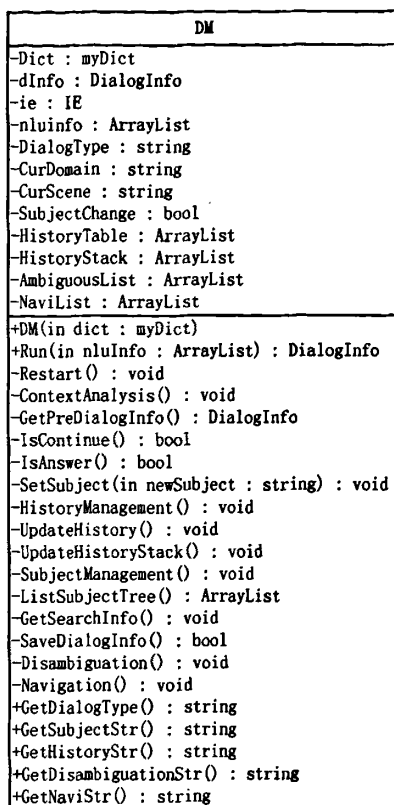 DM
-Dict : myDict
-dInfo : DialogInfo
-ie : IE
-nluinfo : ArrayList
-DialogType : string
-CurDomain : string
-CurScene : string
-SubjectChange : bool
-HistoryTable : ArrayList
-HistoryStack : ArrayList
-AmbiguousList : ArrayList
-NaviList : ArrayList
+DM(in dict : myDict)
+Run(in nluInfo : ArrayList) : DialogInfo
-Restart() : void
-ContextAnalysis() : void
-GetPreDialogInfo() : DialogInfo
-IsContinue() : bool
-IsAnswer() : bool
-SetSubject(in newSubject : string) : void
-HistoryManagement() : void
-UpdateHistory() : void
-UpdateHistoryStack() : void
-SubjectManagement() : void
-ListSubjectTree() : ArrayList
-GetSearchInfo() : void
-SaveDialogInfo() : bool
-Disambiguation() : void
-Navigation() : void
+GetDialogType() : string
+GetSubjectStr() : string
+GetHistoryStr() : string
+GetDisambiguationStr() : string
+GetNaviStr() : string